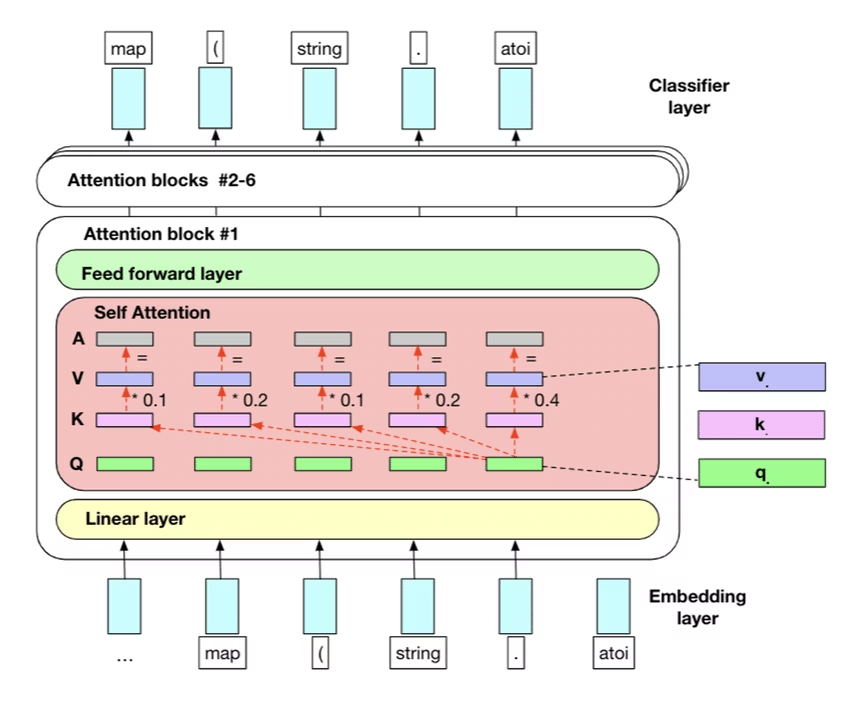 map ( string . atoi
Classifier
layer
Attention blocks #2-6
Attention block #1
Feed forward layer
Self Attention
A
= = = = =
V
v.
* 0.1 * 0.2 * 0.1 * 0.2 * 0.4
K
k.
Q
q.
Linear layer
Embedding
layer
... map ( string . atoi